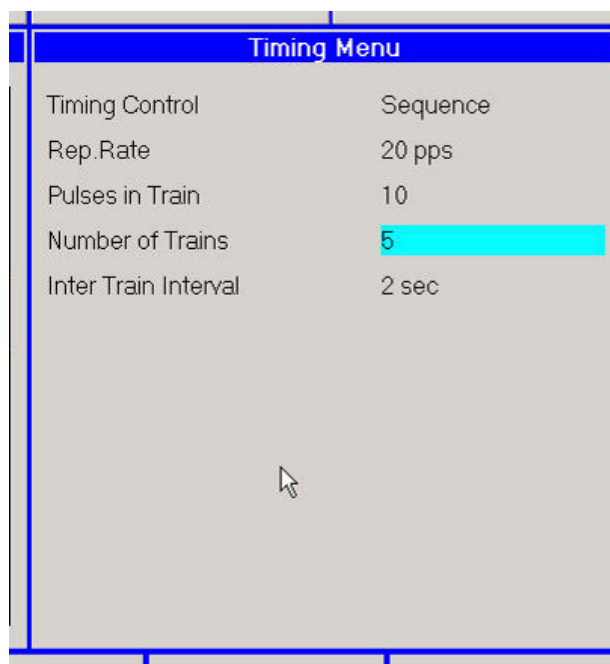 Timing Menu
Timing Control Sequence
Rep.Rate 20 pps
Pulses in Train 10
Number of Trains 5
Inter Train Interval 2 sec